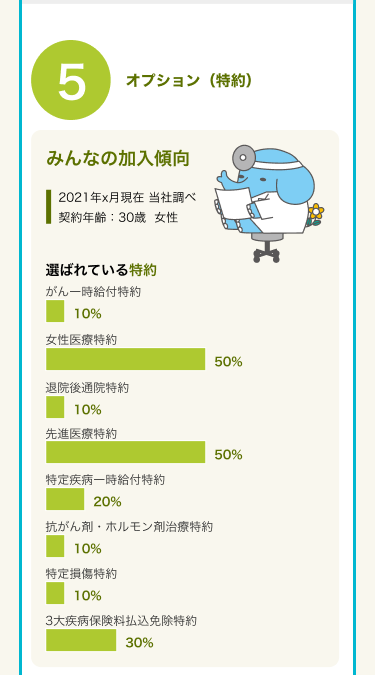 5
オプション（特約）
みんなの加入傾向
2021年x月現在 当社調べ
契約年齢：30歳 女性
選ばれている特約
がん一時給付特約
10%
女性医療特約
50%
退院後通院特約
10%
先進医療特約
50%
特定疾病一時給付特約
20%
抗がん剤・ホルモン剤治療特約
10%
特定損傷特約
10%
3大疾病保険料払込免除特約
30%